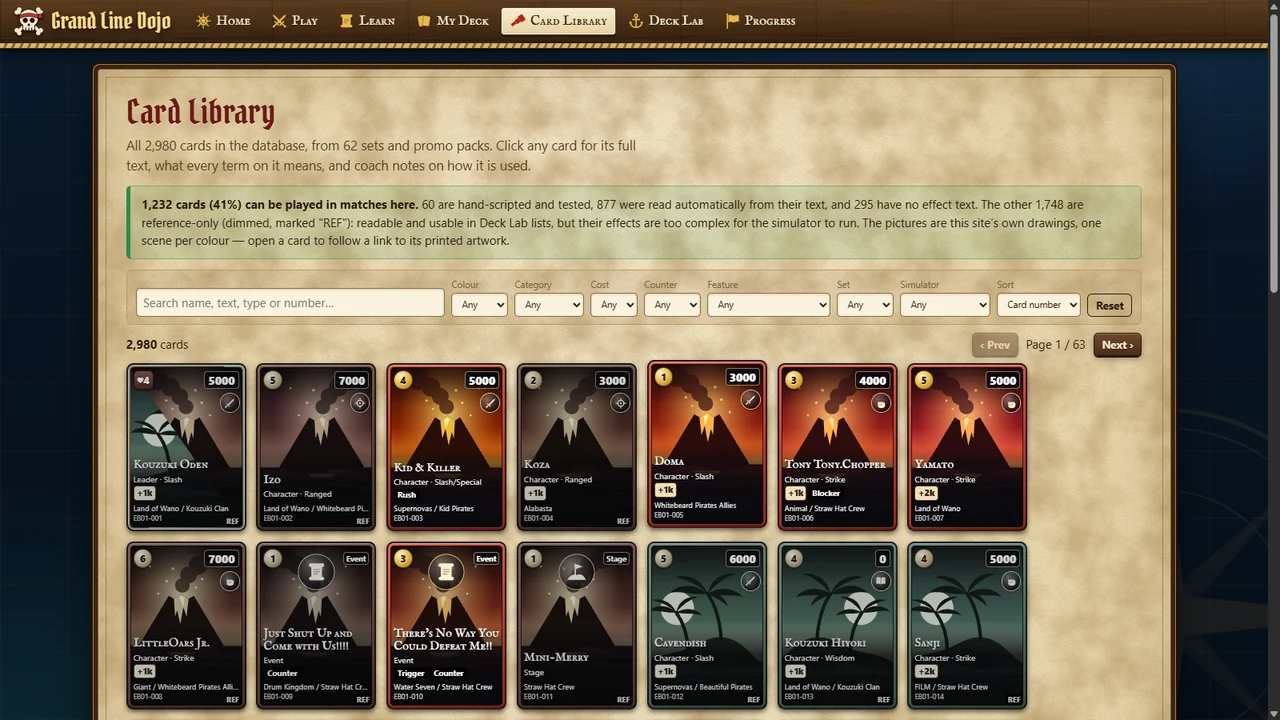 Grand Line Dojo
Home
Play
Learn
My Deck
Card Library
Deck Lab
Progress
Card Library
All 2,980 cards in the database, from 62 sets and promo packs. Click any card for its full
text, what every term on it means, and coach notes on how it is used.
1,232 cards (41%) can be played in matches here. 60 are hand-scripted and tested, 877 were read automatically from their text, and 295 have no effect text. The other 1,748 are
reference-only (dimmed, marked "REF"): readable and usable in Deck Lab lists, but their effects are too complex for the simulator to run. The pictures are this site's own drawings, one
scene per colour — open a card to follow a link to its printed artwork.
Colour Category Cost Counter Feature Set Simulator Sort
Search name, text, type or number... Any Any Any Any Any Any Any Card number Reset
2,980 cards
‹ Prev Page 1 / 63 Next ›
♥4 5000
Kouzuki Oden
Leader · Slash
+1k
Land of Wano / Kouzuki Clan
EB01-001 REF
5 7000
Izo
Character · Ranged
Land of Wano / Whitebeard Pi...
EB01-002 REF
4 5000
Kid & Killer
Character · Slash/Special
Rush
Supernovas / Kid Pirates
EB01-003
2 3000
Koza
Character · Ranged
+1k
Alabasta
EB01-004 REF
1 3000
Doma
Character · Slash
+1k
Whitebeard Pirates Allies
EB01-005
3 4000
Tony Tony.Chopper
Character · Strike
+1k Blocker
Animal / Straw Hat Crew
EB01-006
5 5000
Yamato
Character · Strike
+2k
Land of Wano
EB01-007
6 7000
LittleOars Jr.
Character · Strike
+1k
Giant / Whitebeard Pirates Alli...
EB01-008 REF
1 Event
Just Shut Up and
Come with Us!!!!
Event
Counter
Drum Kingdom / Straw Hat Cr...
EB01-009 REF
3 Event
There's No Way You
Could Defeat Me!!
Event
Trigger Counter
Water Seven / Straw Hat Crew
EB01-010
1 Stage
Mini-Merry
Stage
Straw Hat Crew
EB01-011 REF
5 6000
Cavendish
Character · Slash
+1k
Supernovas / Beautiful Pirates
EB01-012 REF
4 0
Kouzuki Hiyori
Character · Wisdom
+1k
Land of Wano / Kouzuki Clan
EB01-013 REF
4 5000
Sanji
Character · Strike
+2k
FILM / Straw Hat Crew
EB01-014 REF